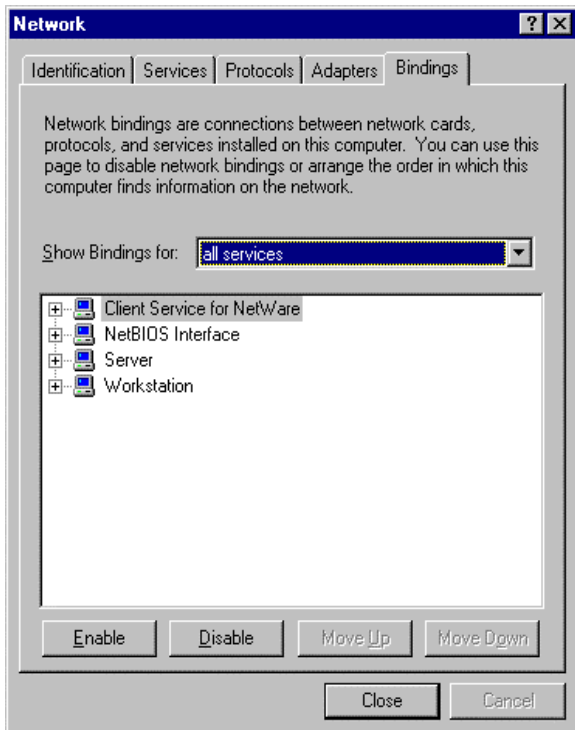 Network
Identification Services Protocols Adapters Bindings
Network bindings are connections between network cards,
protocols, and services installed on this computer. You can use this
page to disable network bindings or arrange the order in which this
computer finds information on the network.
Show Bindings for: all services
Client Service for NetWare
NetBIOS Interface
Server
Workstation
Enable Disable Move Up Move Down
Close Cancel